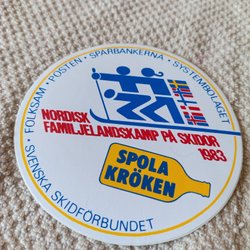 FOLKSAM · POSTEN · SPARBANKERNA · SYSTEMBOLAGET
NORDISK
FAMILJELANDSKAMP PÅ SKIDOR
1983
SPOLA
KRÖKEN
SVENSKA SKIDFÖRBUNDET